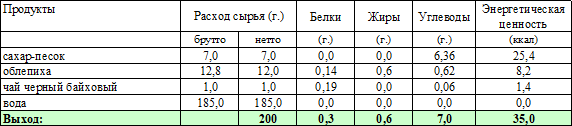 Продукты Расход сырья (г.) Белки Жиры Углеводы Энергетическая ценность
брутто нетто (г.) (г.) (г.) (ккал)
сахар-песок 7,0 7,0 0,0 0,0 6,36 25,4
облепиха 12,8 12,0 0,14 0,6 0,62 8,2
чай черный байховый 1,0 1,0 0,19 0,0 0,06 1,4
вода 185,0 185,0 0,0 0,0 0,0 0,0
Выход: 200 0,3 0,6 7,0 35,0